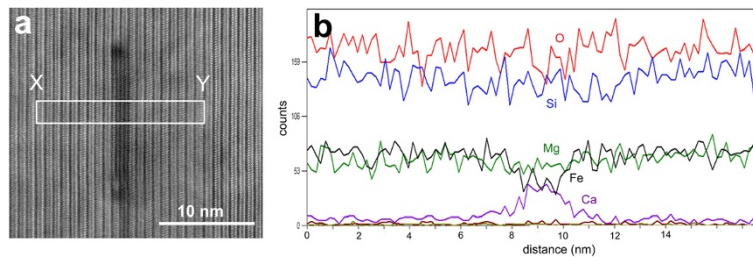 a
X Y
10 nm
b
counts
159
106
53
0
O
Si
Mg
Fe
Ca
0 2 4 6 8 10 12 14
distance (nm)